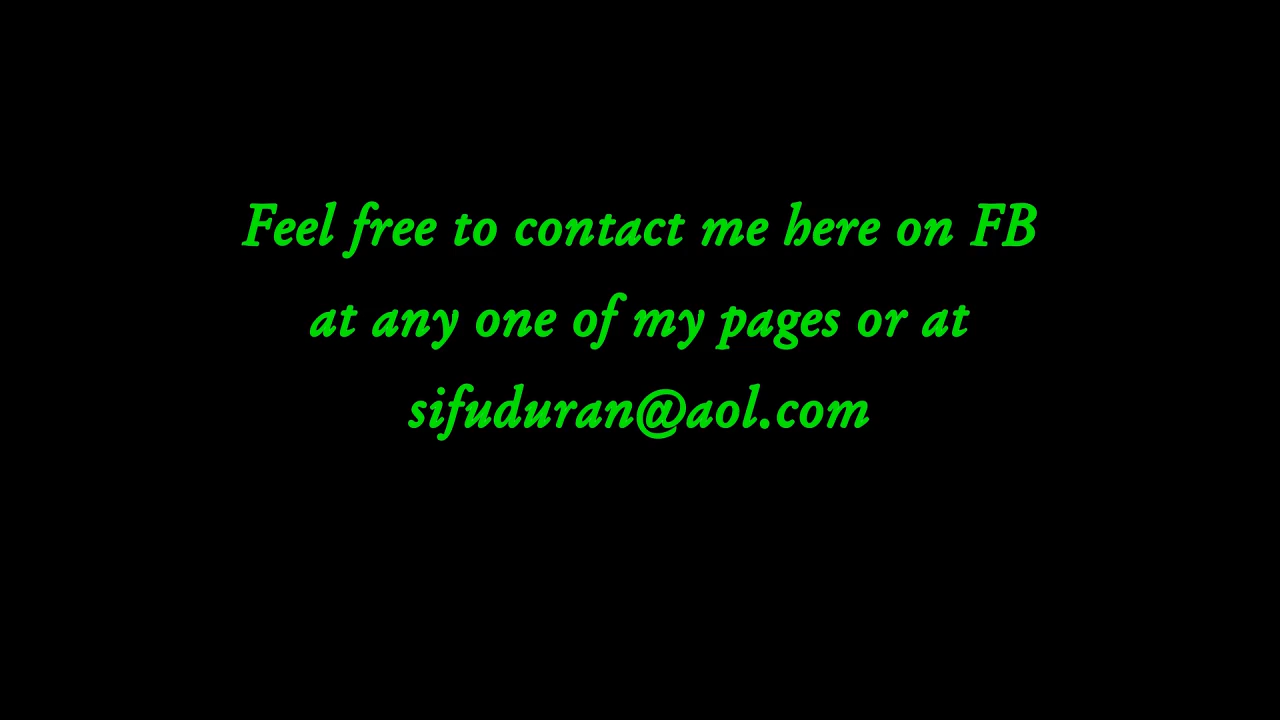 Feel free to contact me here on FB
at any one of my pages or at
sifuduran@aol.com